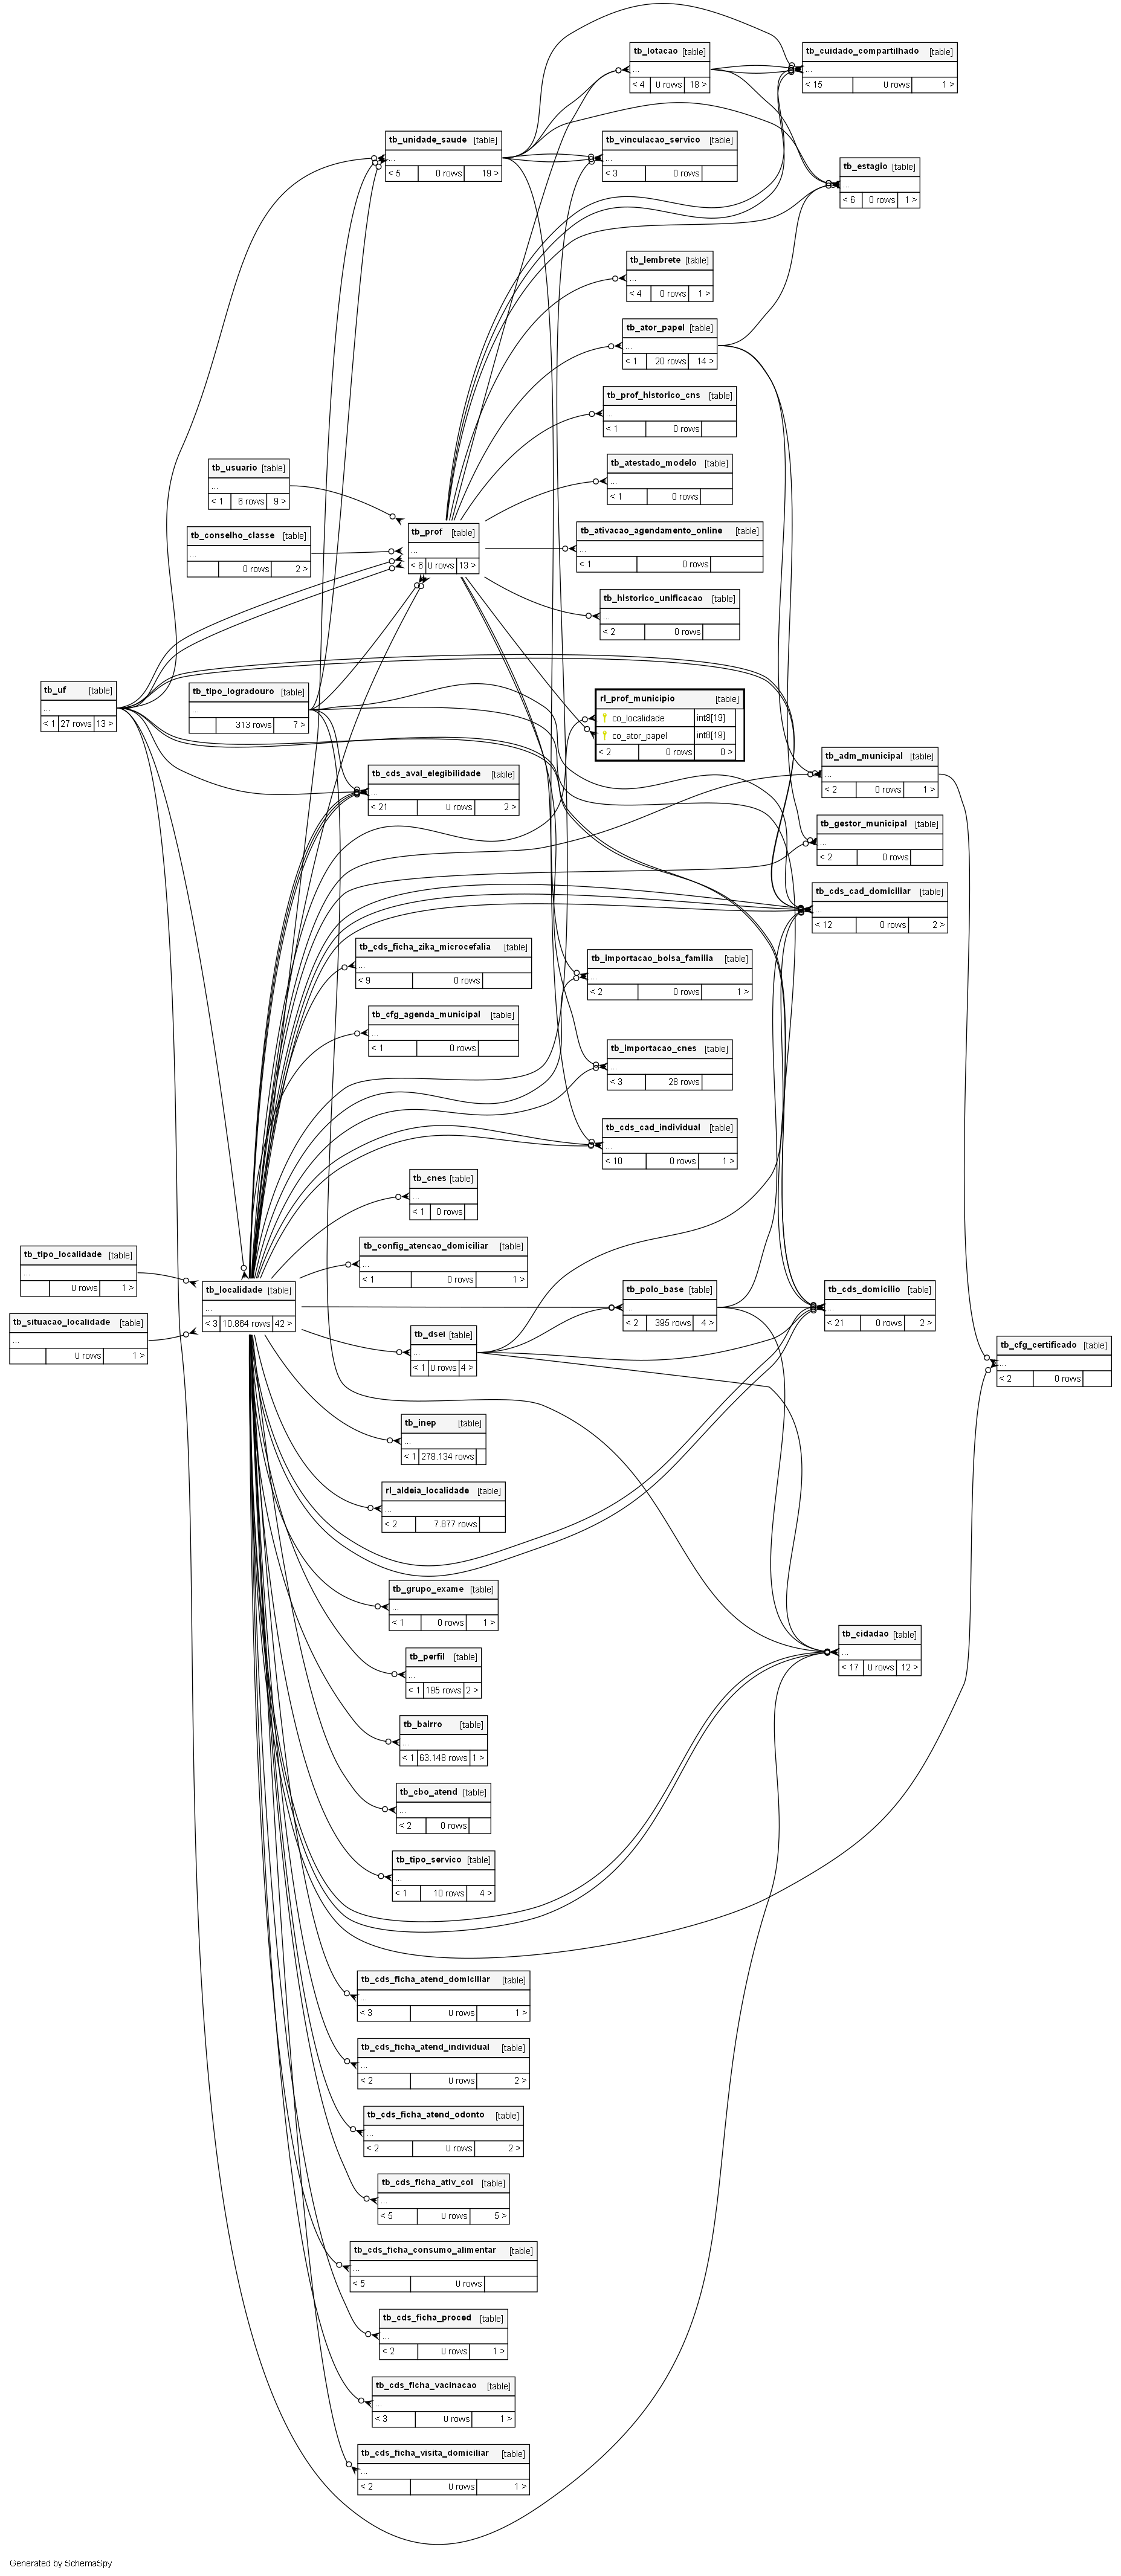 tb_lotacao [table]
...
< 4 0 rows 18 >
tb_cuidado_compartilhado [table]
...
< 15 0 rows 1 >
tb_unidade_saude [table]
...
< 5 0 rows 19 >
tb_vinculacao_servico [table]
...
< 3 0 rows
tb_estagio [table]
...
< 6 0 rows 1 >
tb_lembrete [table]
...
< 4 0 rows 1 >
tb_ator_papel [table]
...
< 1 20 rows 14 >
tb_prof_historico_cns [table]
...
< 1 0 rows
tb_usuario [table]
...
< 1 6 rows 9 >
tb_atestado_modelo [table]
...
< 1 0 rows
tb_conselho_classe [table]
...
0 rows 2 >
tb_prof [table]
...
< 6 0 rows 13 >
tb_ativacao_agendamento_online [table]
...
< 1 0 rows
tb_historico_unificacao [table]
...
< 2 0 rows
tb_uf [table]
...
< 1 27 rows 13 >
tb_tipo_logradouro [table]
...
313 rows 7 >
rl_prof_municipio [table]
co_localidade int8[19]
co_ator_papel int8[19]
< 2 0 rows 0 >
tb_adm_municipal [table]
...
< 2 0 rows 1 >
tb_cds_aval_elegibilidade [table]
...
< 21 0 rows 2 >
tb_gestor_municipal [table]
...
< 2 0 rows
tb_cds_cad_domiciliar [table]
...
< 12 0 rows 2 >
tb_cds_ficha_zika_microcefalia [table]
...
< 9 0 rows
tb_importacao_bolsa_familia [table]
...
< 2 0 rows 1 >
tb_cfg_agenda_municipal [table]
...
< 1 0 rows
tb_importacao_cnes [table]
...
< 3 28 rows
tb_cds_cad_individual [table]
...
< 10 0 rows 1 >
tb_cnes [table]
...
< 1 0 rows
tb_tipo_localidade [table]
...
0 rows 1 >
tb_config_atencao_domiciliar [table]
...
< 1 0 rows 1 >
tb_localidade [table]
...
< 3 10.864 rows 42 >
tb_polo_base [table]
...
< 2 395 rows 4 >
tb_cds_domicilio [table]
...
< 21 0 rows 2 >
tb_situacao_localidade [table]
...
0 rows 1 >
tb_dsei [table]
...
< 1 0 rows 4 >
tb_cfg_certificado [table]
...
< 2 0 rows
tb_inep [table]
...
< 1 278.134 rows
rl_aldeia_localidade [table]
...
< 2 7.877 rows
tb_grupo_exame [table]
...
< 1 0 rows 1 >
tb_cidadao [table]
...
< 17 0 rows 12 >
tb_perfil [table]
...
< 1 195 rows 2 >
tb_bairro [table]
...
< 1 63.148 rows 1 >
tb_cbo_atend [table]
...
< 2 0 rows
tb_tipo_servico [table]
...
< 1 10 rows 4 >
tb_cds_ficha_atend_domiciliar [table]
...
< 3 0 rows 1 >
tb_cds_ficha_atend_individual [table]
...
< 2 0 rows 2 >
tb_cds_ficha_atend_odonto [table]
...
< 2 0 rows 2 >
tb_cds_ficha_ativ_col [table]
...
< 5 0 rows 5 >
tb_cds_ficha_consumo_alimentar [table]
...
< 5 0 rows
tb_cds_ficha_proced [table]
...
< 2 0 rows 1 >
tb_cds_ficha_vacinacao [table]
...
< 3 0 rows 1 >
tb_cds_ficha_visita_domiciliar [table]
...
< 2 0 rows 1 >
Generated by SchemaSpy